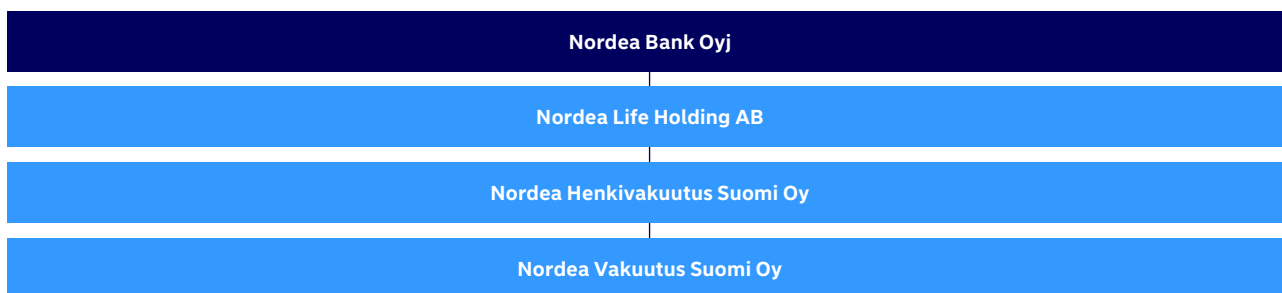 Nordea Bank Oyj
Nordea Life Holding AB
Nordea Henkivakuutus Suomi Oy
Nordea Vakuutus Suomi Oy